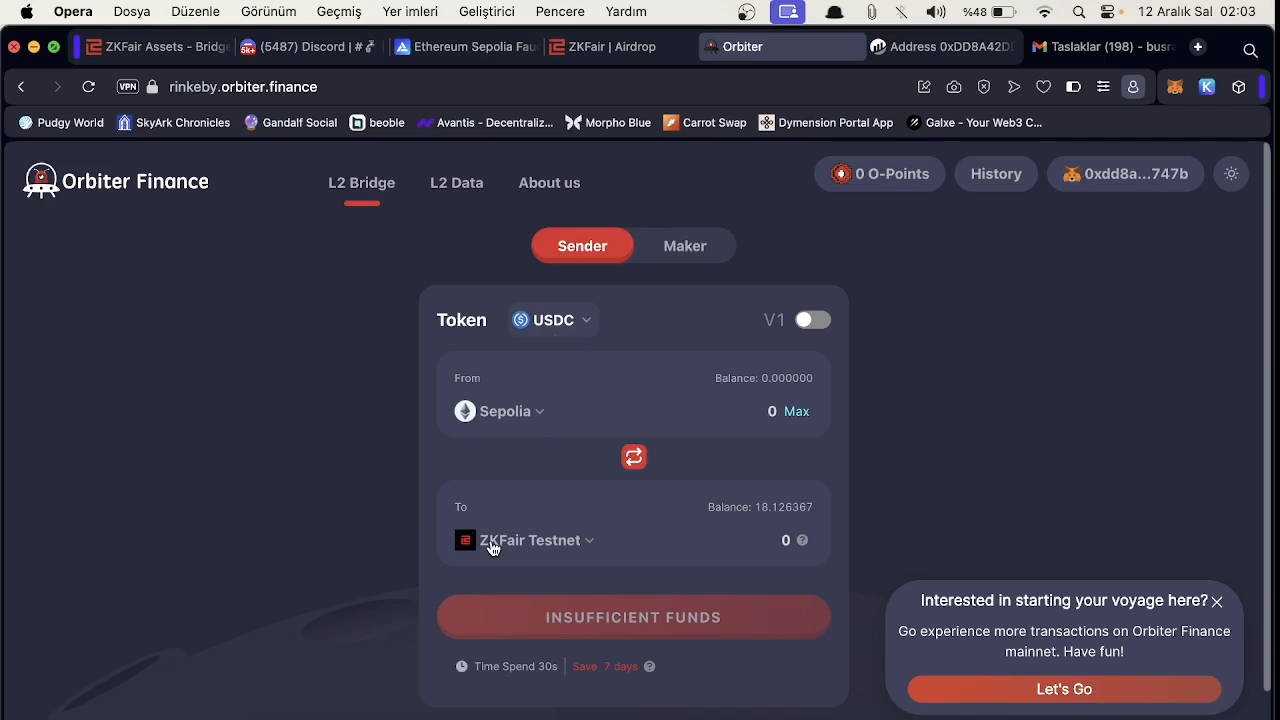 Opera Dosya Düzenle Görünüm Geçmiş Yer imleri Geliştirici Pencere Yardım %48 12 Aralık Sal 02:03
ZKFair Assets - Bridge (5487) Discord | # Ethereum Sepolia Fau ZKFair | Airdrop Orbiter Address 0xDD8A42D Taslaklar (198) - busra
VPN rinkeby.orbiter.finance
Pudgy World SkyArk Chronicles Gandalf Social beoble Avantis - Decentraliz... Morpho Blue Carrot Swap Dymension Portal App Galxe - Your Web3 C...
Orbiter Finance L2 Bridge L2 Data About us 0 O-Points History 0xdd8a...747b
Sender Maker
Token USDC V1
From Balance: 0.000000
Sepolia 0 Max
To Balance: 18.126367
ZKFair Testnet 0
INSUFFICIENT FUNDS
Time Spend 30s Save 7 days
Interested in starting your voyage here?
Go experience more transactions on Orbiter Finance
mainnet. Have fun!
Let's Go